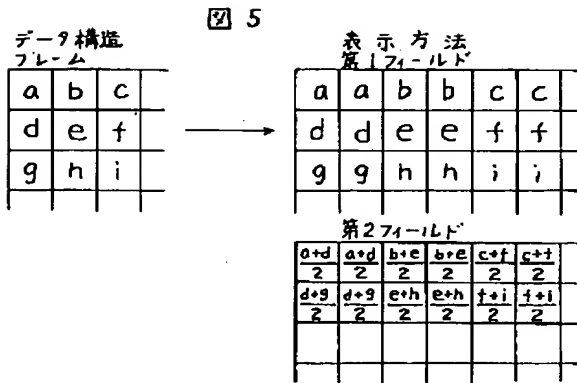 図 5
データ構造
フレーム
a b c
d e f
g h i
表示方法
第1フィールド
a a b b c c
d d e e f f
g g h h i i
第2フィールド
a+d/2 a+d/2 b+e/2 b+e/2 c+f/2 c+f/2
d+g/2 d+g/2 e+h/2 e+h/2 f+i/2 f+i/2